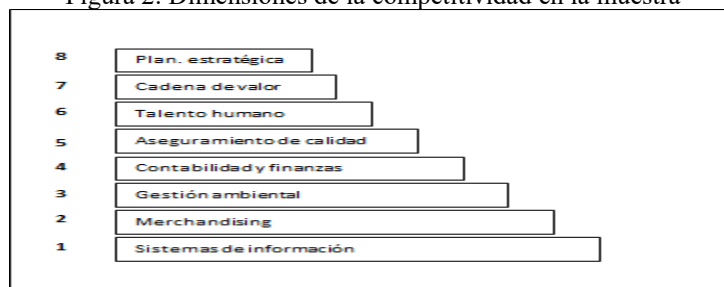 Figura 2. Dimensiones de la competitividad en la muestra
8 Plan. estratégica
7 Cadena de valor
6 Talento humano
5 Aseguramiento de calidad
4 Contabilidad y finanzas
3 Gestión ambiental
2 Merchandising
1 Sistemas de información